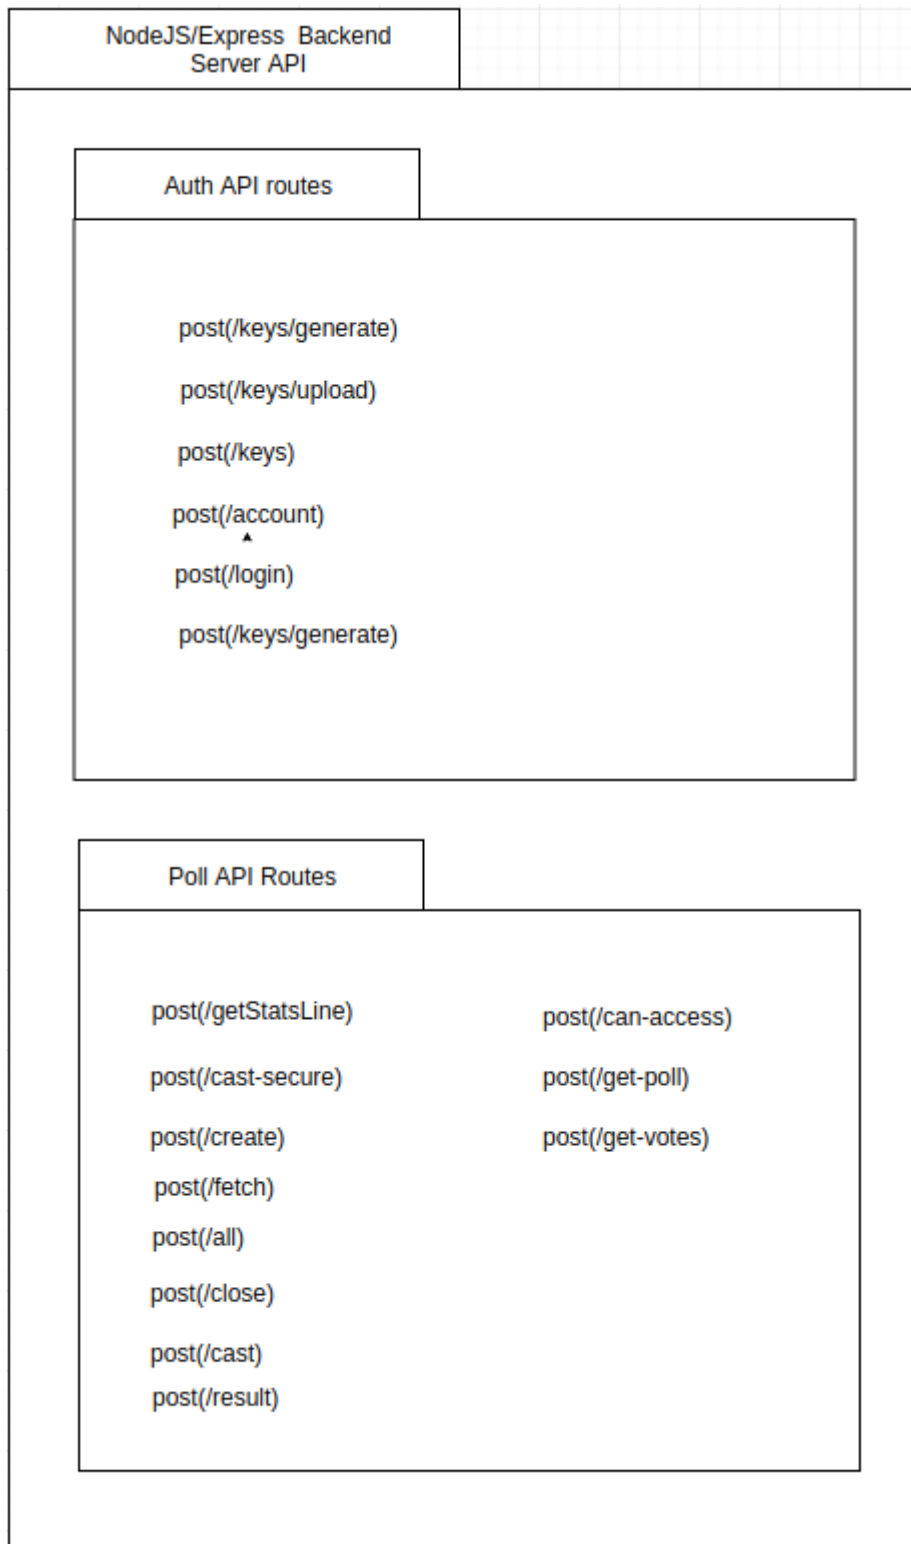 NodeJS/Express  Backend
Server API
Auth API routes
post(/keys/generate)
post(/keys/upload)
post(/keys)
post(/account)
post(/login)
post(/keys/generate)
Poll API Routes
post(/getStatsLine)
post(/cast-secure)
post(/create)
post(/fetch)
post(/all)
post(/close)
post(/cast)
post(/result)
post(/can-access)
post(/get-poll)
post(/get-votes)